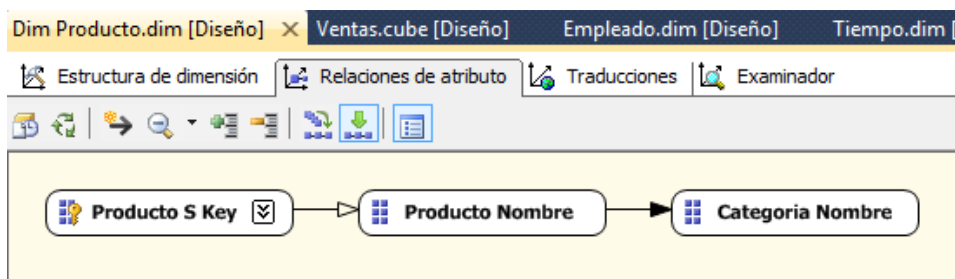 Dim Producto.dim [Diseño] Ventas.cube [Diseño] Empleado.dim [Diseño] Tiempo.dim [
Estructura de dimensión Relaciones de atributo Traducciones Examinador
Producto S Key Producto Nombre Categoria Nombre